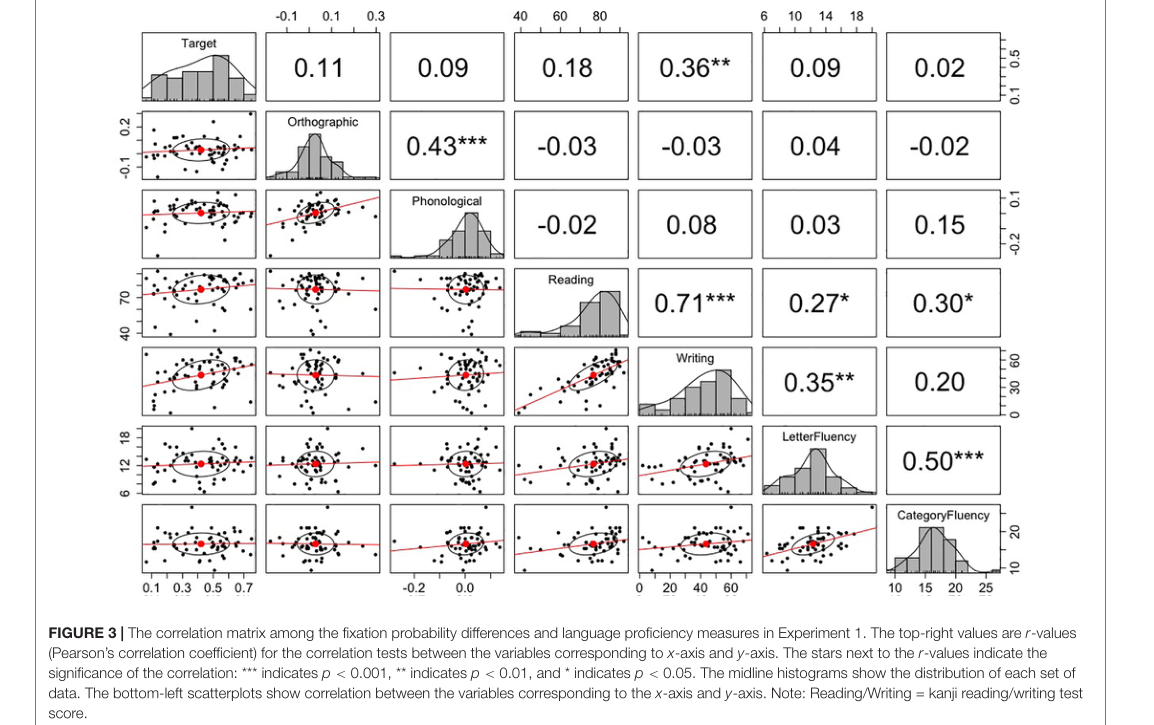 -0.1 0.1 0.3 40 60 80 6 10 14 18
Target 0.11 0.09 0.18 0.36** 0.09 0.02 0.1 0.5
-0.1 0.2 Orthographic 0.43*** -0.03 -0.03 0.04 -0.02
Phonological -0.02 0.08 0.03 0.15 -0.2 0.1
40 70 Reading 0.71*** 0.27* 0.30*
Writing 0.35** 0.20 0 30 60
6 12 18 LetterFluency 0.50***
CategoryFluency 10 20
0.1 0.3 0.5 0.7 -0.2 0.0 0 20 40 60 10 15 20 25
FIGURE 3 | The correlation matrix among the fixation probability differences and language proficiency measures in Experiment 1. The top-right values are r-values
(Pearson's correlation coefficient) for the correlation tests between the variables corresponding to x-axis and y-axis. The stars next to the r-values indicate the
significance of the correlation: *** indicates p < 0.001, ** indicates p < 0.01, and * indicates p < 0.05. The midline histograms show the distribution of each set of
data. The bottom-left scatterplots show correlation between the variables corresponding to the x-axis and y-axis. Note: Reading/Writing = kanji reading/writing test
score.